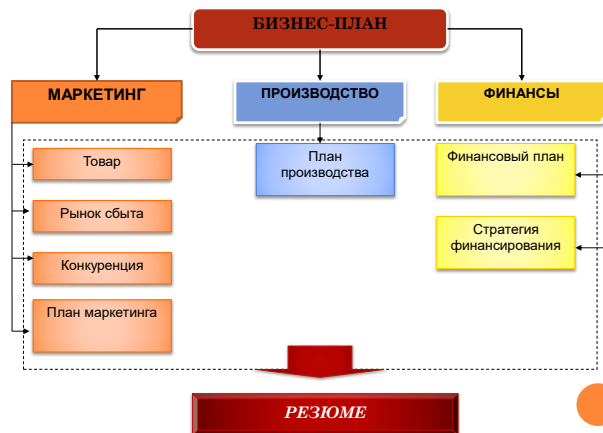 БИЗНЕС-ПЛАН
МАРКЕТИНГ
ПРОИЗВОДСТВО
ФИНАНСЫ
Товар
Рынок сбыта
Конкуренция
План маркетинга
План
производства
Финансовый план
Стратегия
финансирования
РЕЗЮМЕ